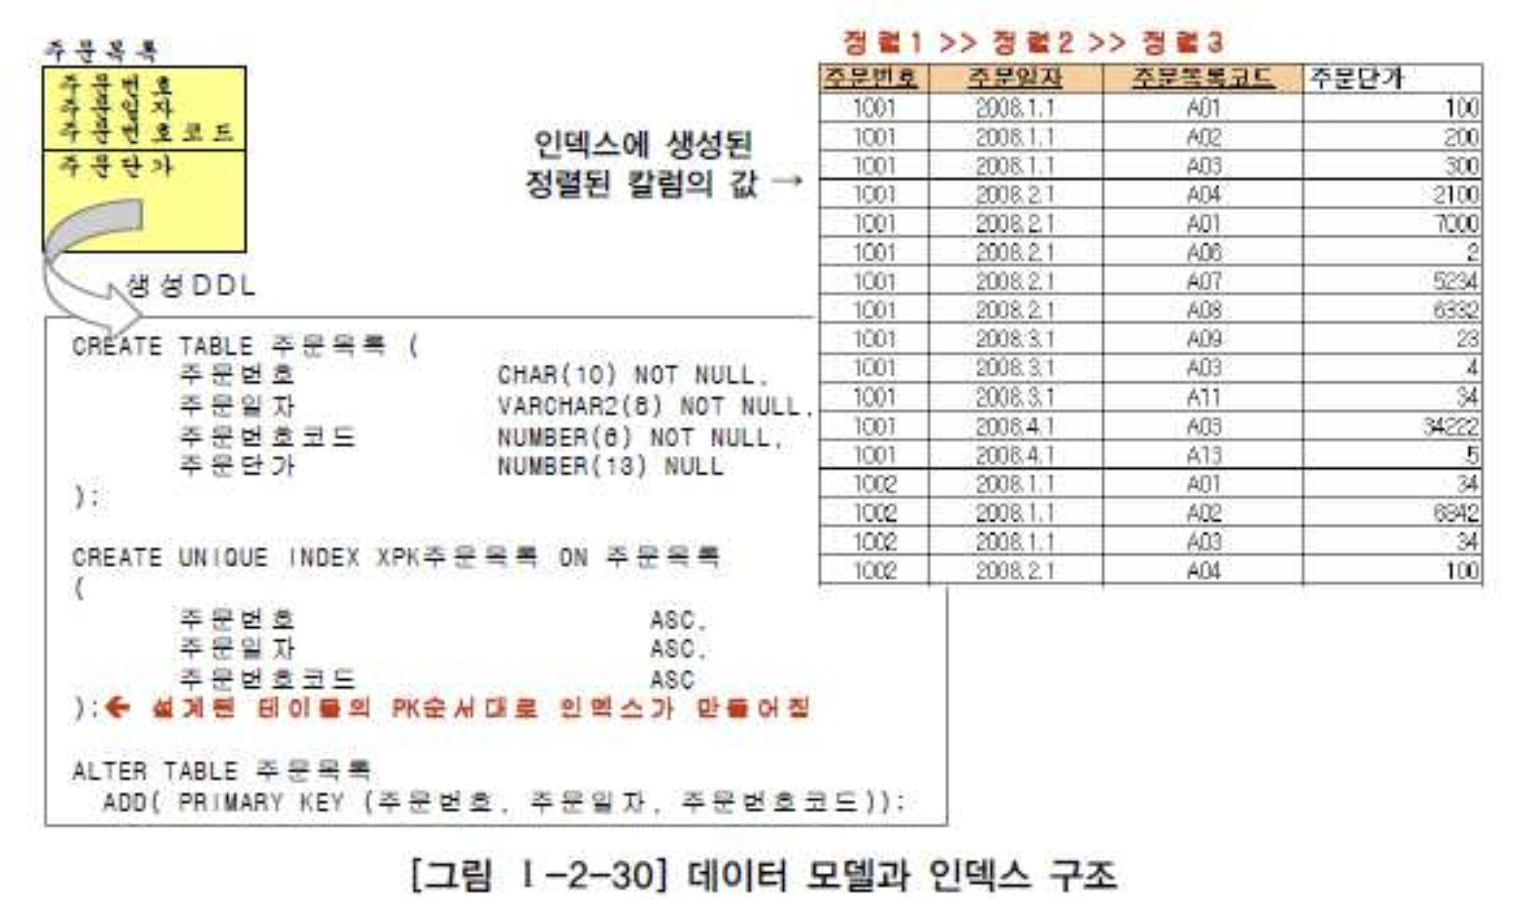 주문목록
주문번호
주문일자
주문번호코드
주문단가
생성DDL
인덱스에 생성된
정렬된 칼럼의 값 →
정렬1 >> 정렬2 >> 정렬3
주문번호 주문일자 주문목록코드 주문단가
1001 2008.1.1 A01 100
1001 2008.1.1 A02 200
1001 2008.1.1 A03 300
1001 2008.2.1 A04 2100
1001 2008.2.1 A01 7000
1001 2008.2.1 A06 2
1001 2008.2.1 A07 5234
1001 2008.2.1 A08 6332
1001 2008.3.1 A09 23
1001 2008.3.1 A03 4
1001 2008.3.1 A11 34
1001 2008.4.1 A03 34222
1001 2008.4.1 A13 5
1002 2008.1.1 A01 34
1002 2008.1.1 A02 6842
1002 2008.1.1 A03 34
1002 2008.2.1 A04 100
CREATE TABLE 주문목록 (
주문번호 CHAR(10) NOT NULL,
주문일자 VARCHAR2(8) NOT NULL,
주문번호코드 NUMBER(6) NOT NULL,
주문단가 NUMBER(13) NULL
);
CREATE UNIQUE INDEX XPK주문목록 ON 주문목록
(
주문번호 ASC,
주문일자 ASC,
주문번호코드 ASC
);← 설계된 테이블의 PK순서대로 인덱스가 만들어짐
ALTER TABLE 주문목록
ADD( PRIMARY KEY (주문번호, 주문일자, 주문번호코드));
[그림 Ⅰ-2-30] 데이터 모델과 인덱스 구조